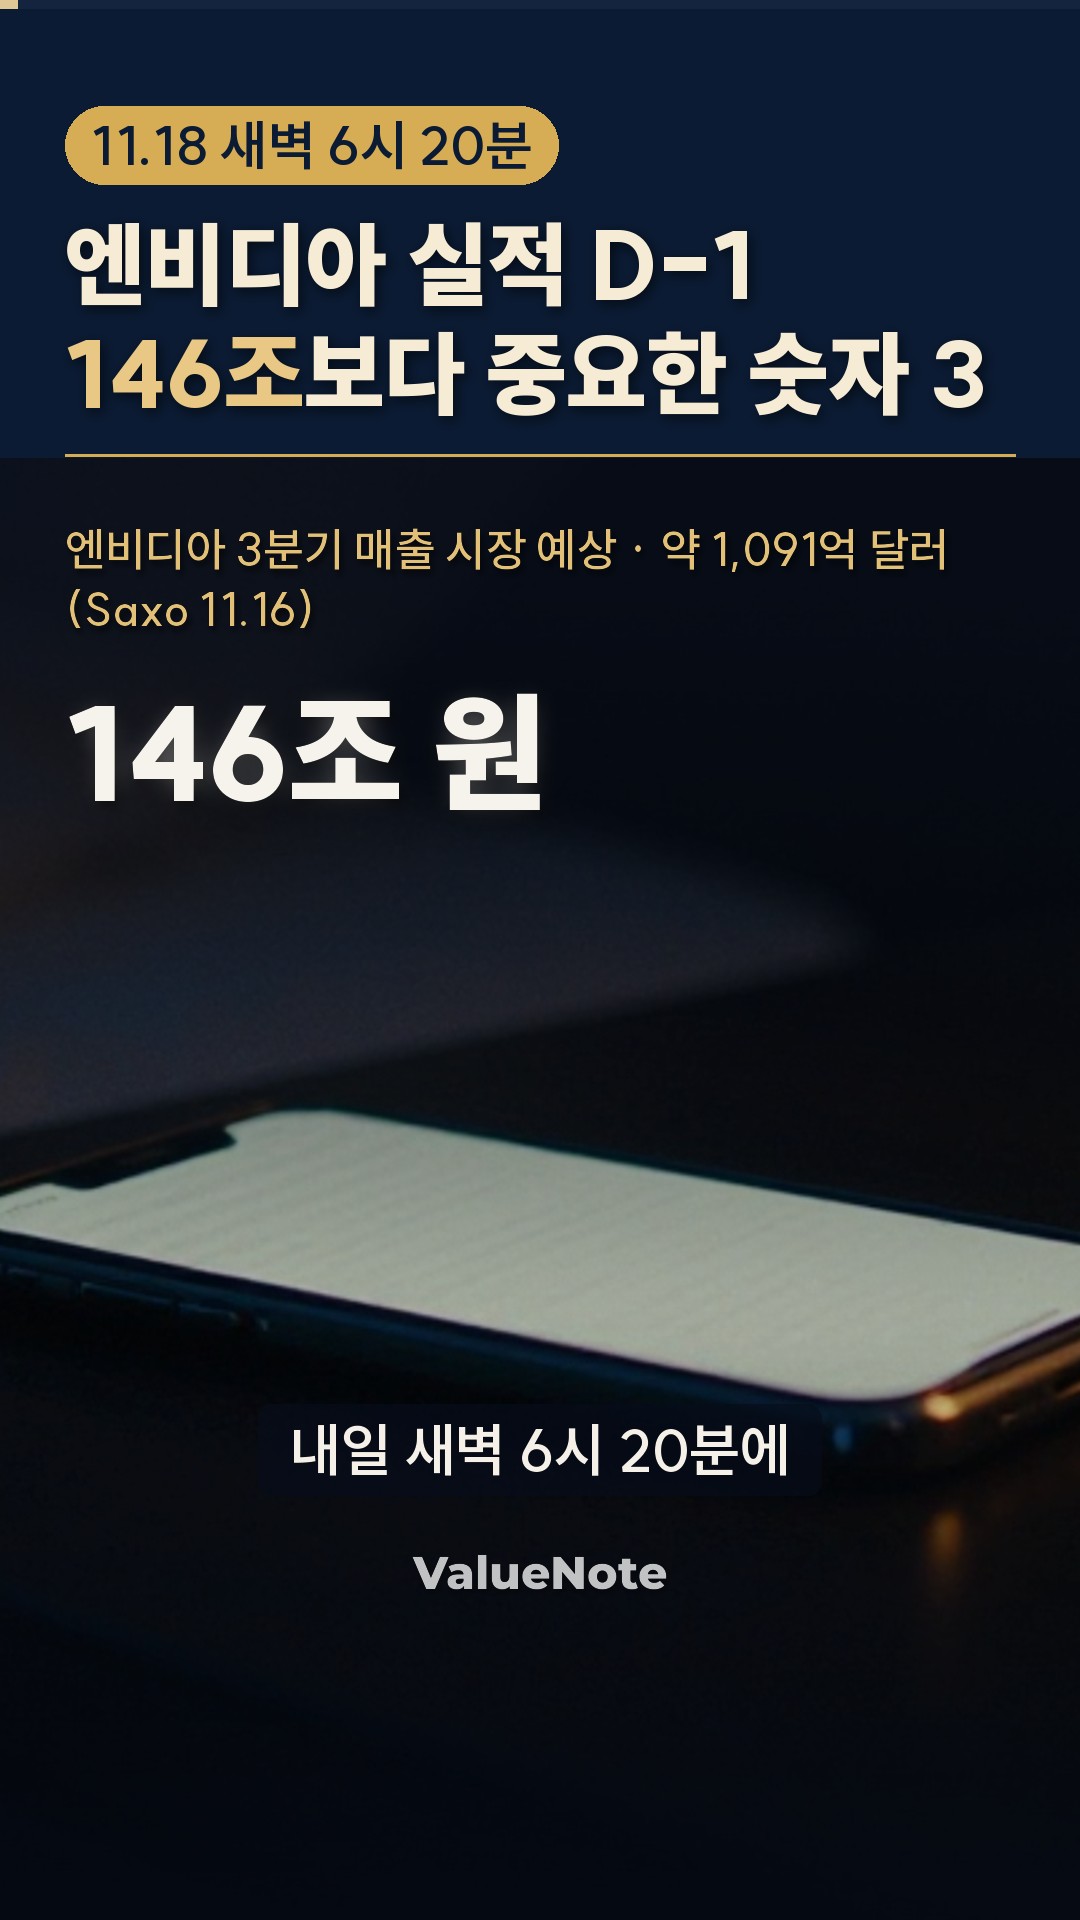 11.18 새벽 6시 20분
엔비디아 실적 D-1
146조보다 중요한 숫자 3
엔비디아 3분기 매출 시장 예상 · 약 1,091억 달러
(Saxo 11.16)
146조 원
내일 새벽 6시 20분에
ValueNote